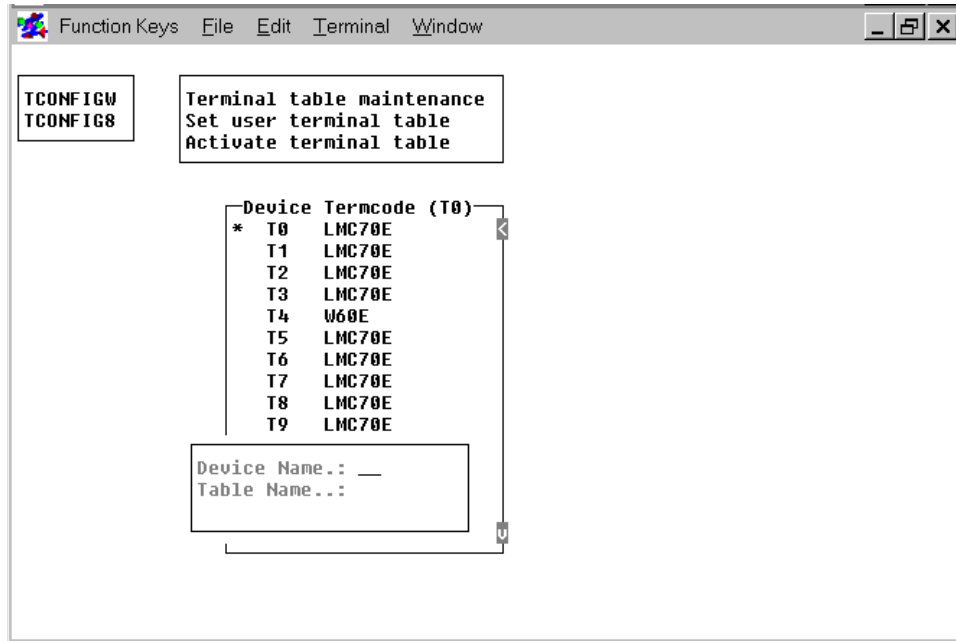 Function Keys File Edit Terminal Window
TCONFIGW
TCONFIG8
Terminal table maintenance
Set user terminal table
Activate terminal table
Device Termcode (T0)
* T0 LMC70E
T1 LMC70E
T2 LMC70E
T3 LMC70E
T4 W60E
T5 LMC70E
T6 LMC70E
T7 LMC70E
T8 LMC70E
T9 LMC70E
Device Name.: __
Table Name..: